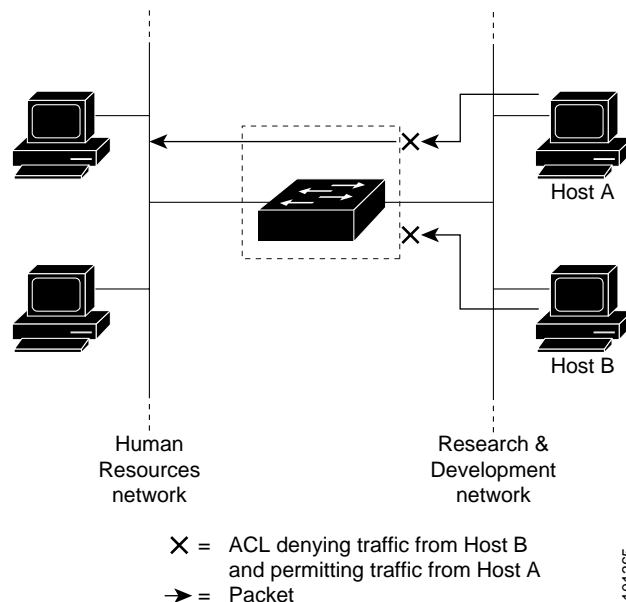 Host A
Host B
Human
Resources
network
Research &
Development
network
X = ACL denying traffic from Host B
and permitting traffic from Host A
= Packet